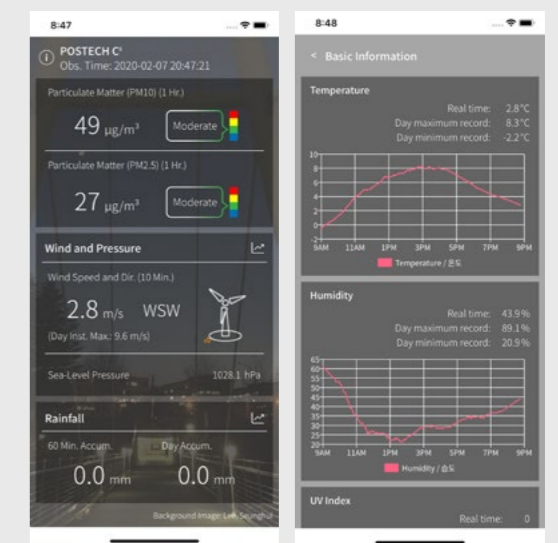 8:47
POSTECH C⁵
Obs. Time: 2020-02-07 20:47:21
Particulate Matter (PM10) (1 Hr.)
49 μg/m³ Moderate
Particulate Matter (PM2.5) (1 Hr.)
27 μg/m³ Moderate
Wind and Pressure
Wind Speed and Dir. (10 Min.)
2.8 m/s WSW
(Day Inst. Max.: 9.6 m/s)
Sea-Level Pressure 1028.1 hPa
Rainfall
60 Min. Accum. Day Accum.
0.0 mm 0.0 mm
Background Image: Lee, Seunghui
8:48
< Basic Information
Temperature
Real time: 2.8°C
Day maximum record: 8.3°C
Day minimum record: -2.2°C
10
8
6
4
2
0
-2
9AM 11AM 1PM 3PM 5PM 7PM 9PM
Temperature / 온도
Humidity
Real time: 43.9%
Day maximum record: 89.1%
Day minimum record: 20.9%
65
60
55
50
45
40
35
30
25
20
9AM 11AM 1PM 3PM 5PM 7PM 9PM
Humidity / 습도
UV Index
Real time: 0